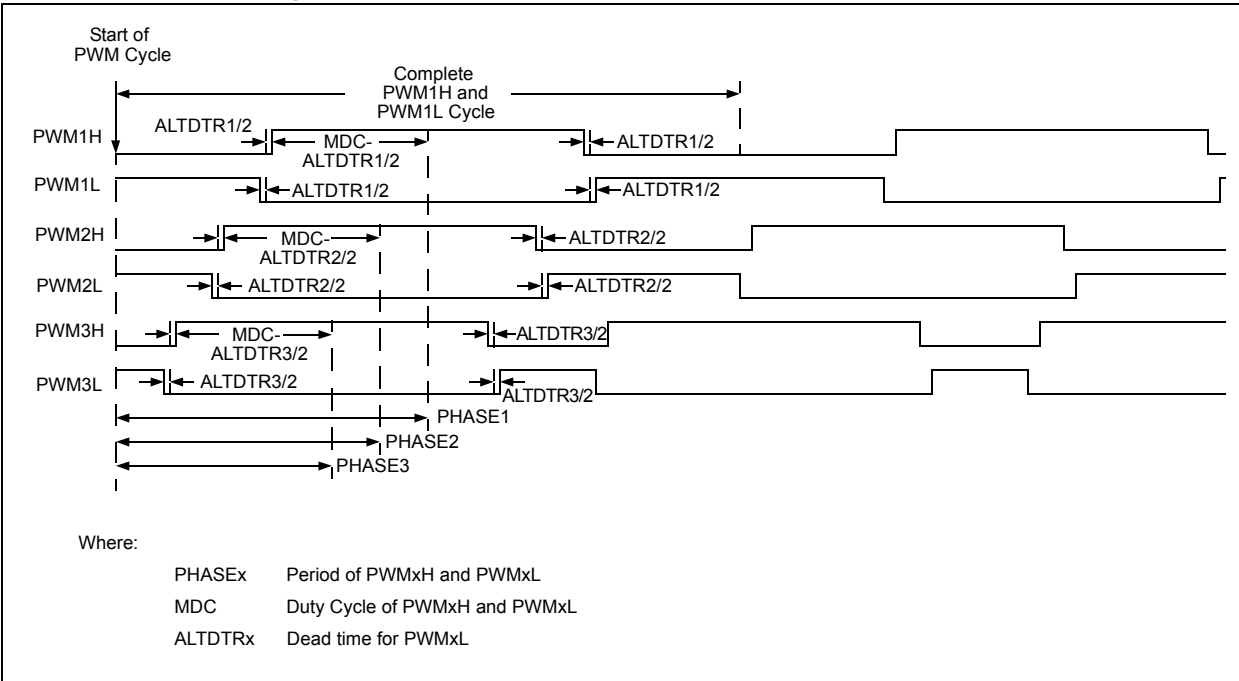 Start of
PWM Cycle
Complete
PWM1H and
PWM1L Cycle
PWM1H
ALTDTR1/2
MDC-
ALTDTR1/2
ALTDTR1/2
PWM1L
ALTDTR1/2
ALTDTR1/2
PWM2H
MDC-
ALTDTR2/2
ALTDTR2/2
PWM2L
ALTDTR2/2
ALTDTR2/2
PWM3H
MDC-
ALTDTR3/2
ALTDTR3/2
PWM3L
ALTDTR3/2
ALTDTR3/2
PHASE1
PHASE2
PHASE3
Where:
PHASEx Period of PWMxH and PWMxL
MDC Duty Cycle of PWMxH and PWMxL
ALTDTRx Dead time for PWMxL